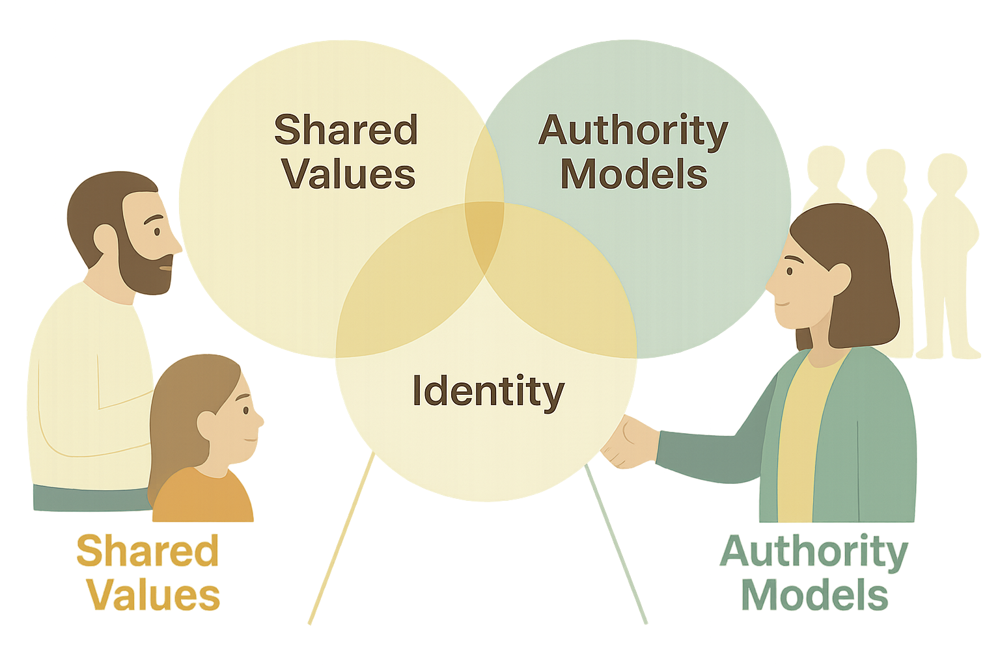 Shared
Values
Authority
Models
Identity
Shared
Values
Authority
Models